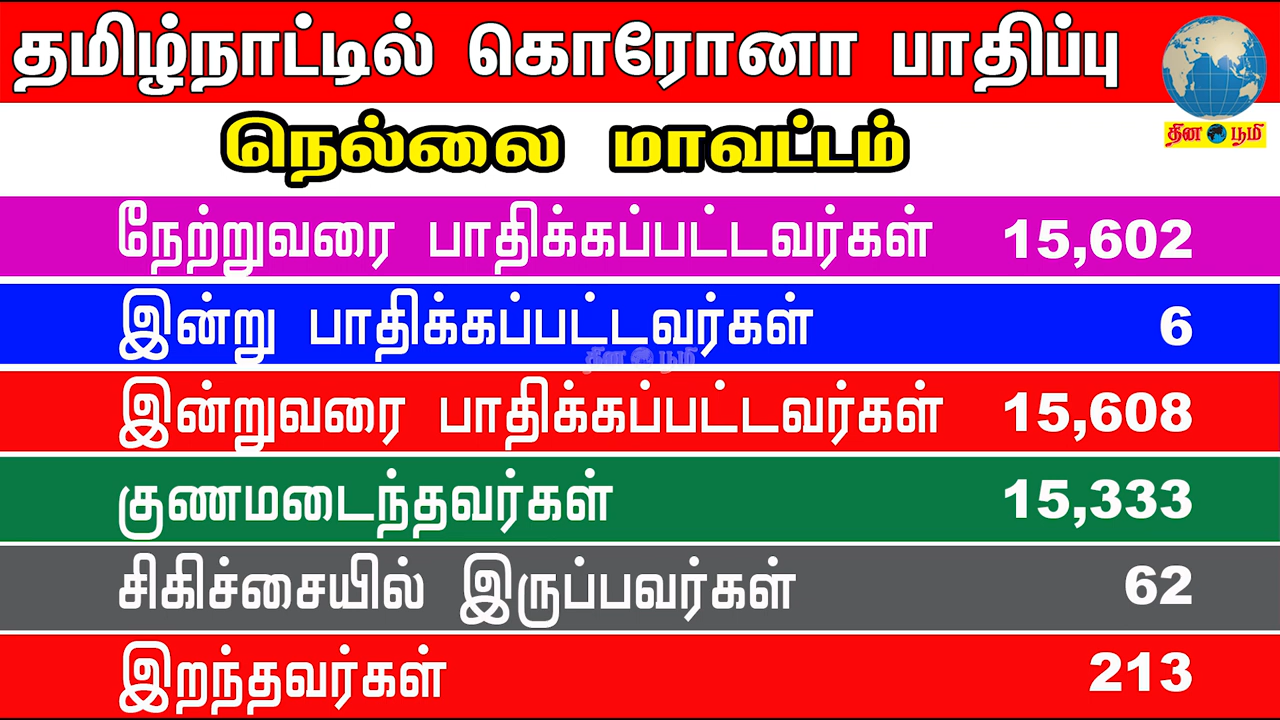 தமிழ்நாட்டில் கொரோனா பாதிப்பு
தின பூமி
நெல்லை மாவட்டம்
நேற்றுவரை பாதிக்கப்பட்டவர்கள் 15,602
இன்று பாதிக்கப்பட்டவர்கள் 6
தின பூமி
இன்றுவரை பாதிக்கப்பட்டவர்கள் 15,608
குணமடைந்தவர்கள் 15,333
சிகிச்சையில் இருப்பவர்கள் 62
இறந்தவர்கள் 213